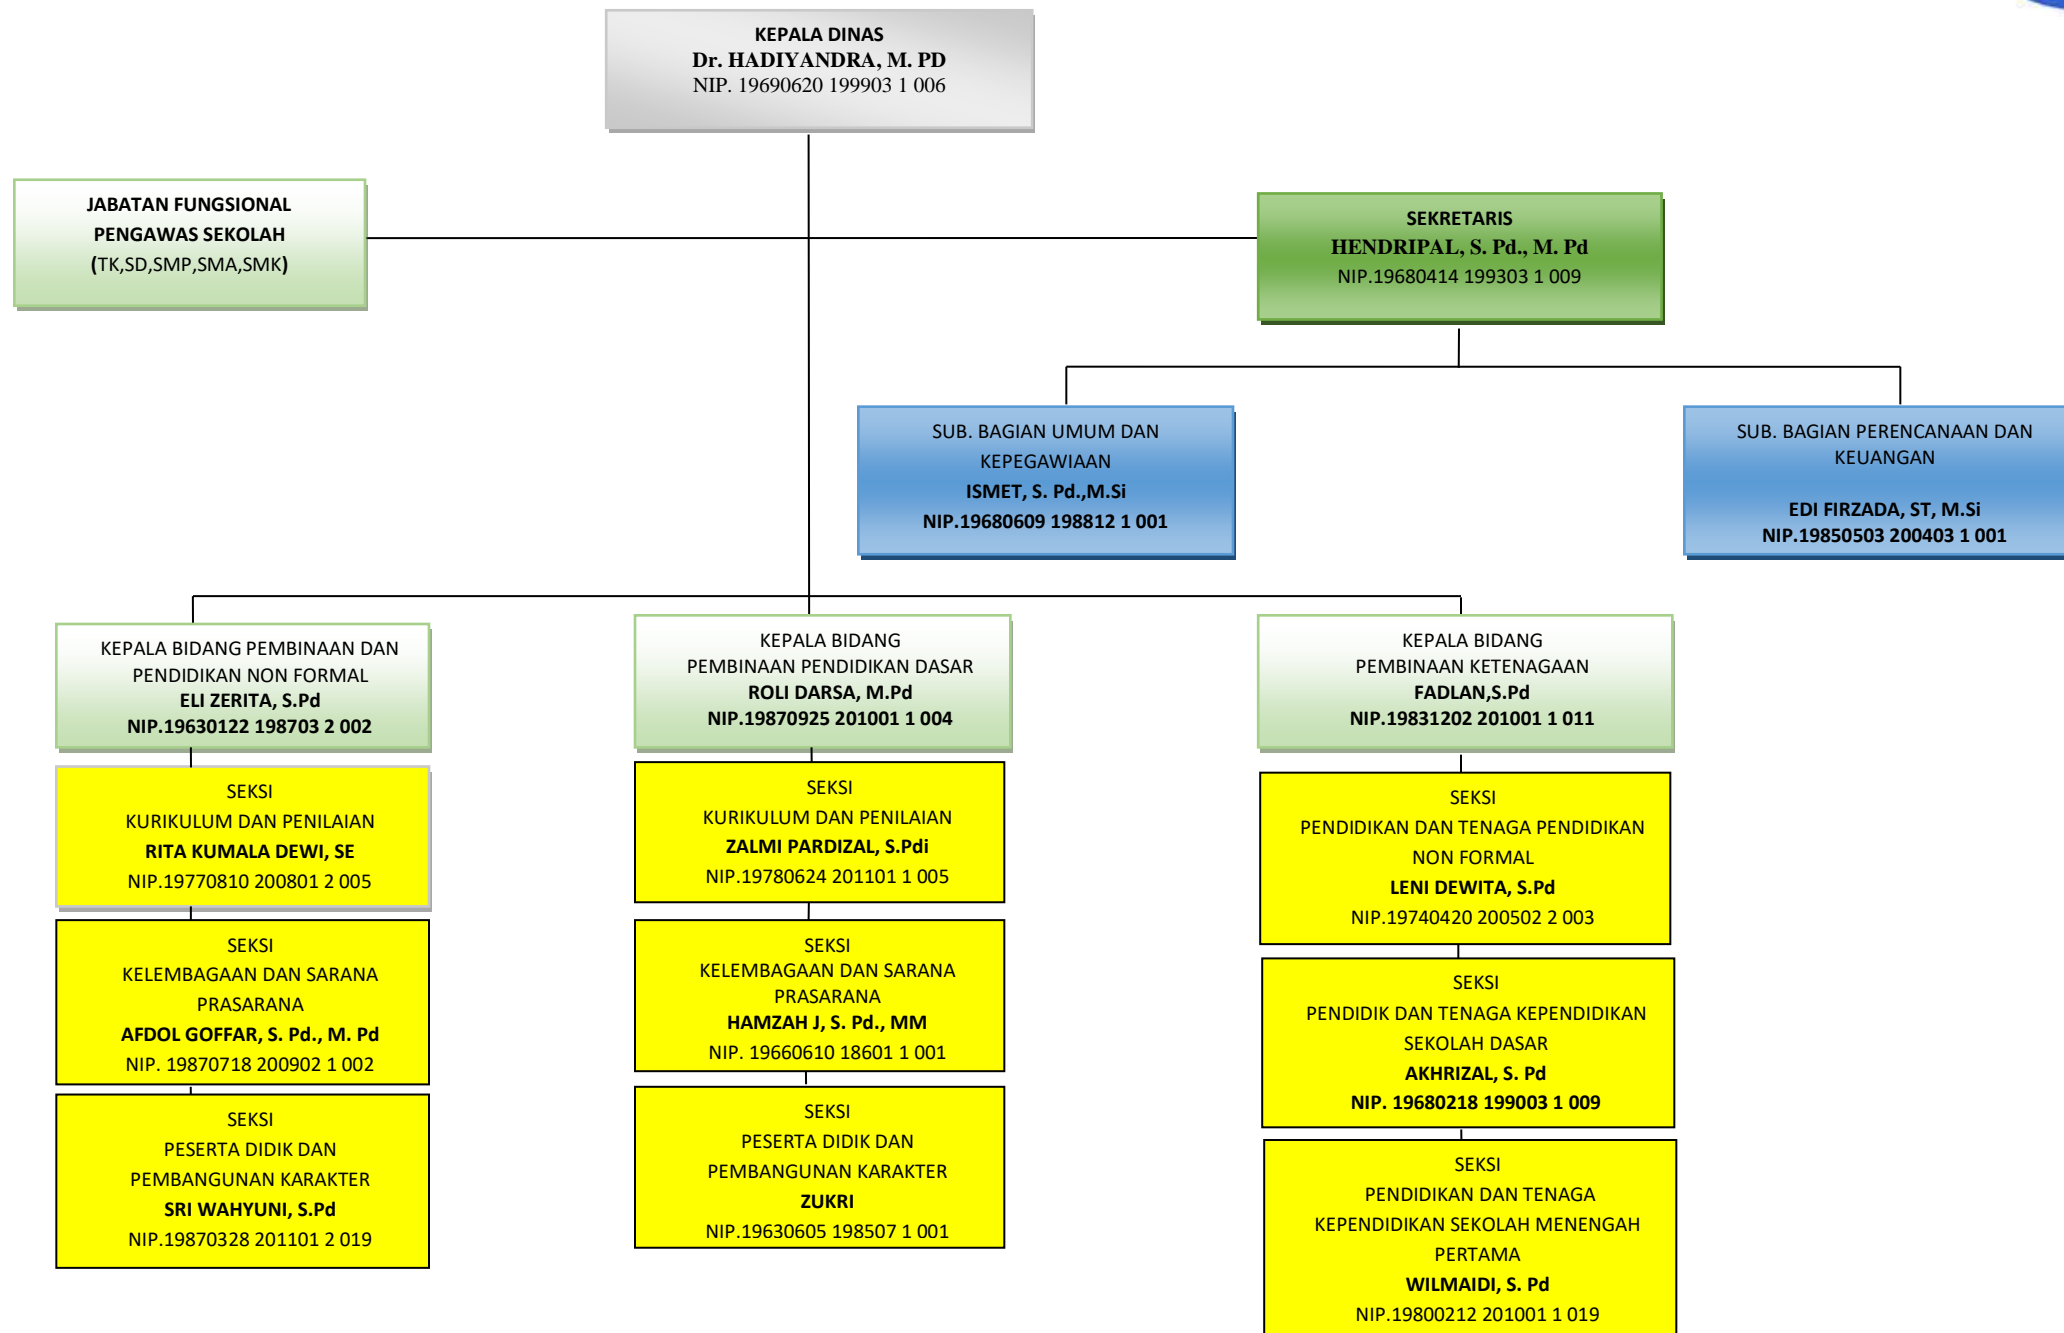 KEPALA DINAS
Dr. HADIYANDRA, M. PD
NIP. 19690620 199903 1 006
JABATAN FUNGSIONAL
PENGAWAS SEKOLAH
(TK,SD,SMP,SMA,SMK)
SEKRETARIS
HENDRIPAL, S. Pd., M. Pd
NIP.19680414 199303 1 009
SUB. BAGIAN UMUM DAN
KEPEGAWIAAN
ISMET, S. Pd.,M.Si
NIP.19680609 198812 1 001
SUB. BAGIAN PERENCANAAN DAN
KEUANGAN
EDI FIRZADA, ST, M.Si
NIP.19850503 200403 1 001
KEPALA BIDANG PEMBINAAN DAN
PENDIDIKAN NON FORMAL
ELI ZERITA, S.Pd
NIP.19630122 198703 2 002
SEKSI
KURIKULUM DAN PENILAIAN
RITA KUMALA DEWI, SE
NIP.19770810 200801 2 005
SEKSI
KELEMBAGAAN DAN SARANA
PRASARANA
AFDOL GOFFAR, S. Pd., M. Pd
NIP. 19870718 200902 1 002
SEKSI
PESERTA DIDIK DAN
PEMBANGUNAN KARAKTER
SRI WAHYUNI, S.Pd
NIP.19870328 201101 2 019
KEPALA BIDANG
PEMBINAAN PENDIDIKAN DASAR
ROLI DARSA, M.Pd
NIP.19870925 201001 1 004
SEKSI
KURIKULUM DAN PENILAIAN
ZALMI PARDIZAL, S.Pdi
NIP.19780624 201101 1 005
SEKSI
KELEMBAGAAN DAN SARANA
PRASARANA
HAMZAH J, S. Pd., MM
NIP. 19660610 18601 1 001
SEKSI
PESERTA DIDIK DAN
PEMBANGUNAN KARAKTER
ZUKRI
NIP.19630605 198507 1 001
KEPALA BIDANG
PEMBINAAN KETENAGAAN
FADLAN,S.Pd
NIP.19831202 201001 1 011
SEKSI
PENDIDIKAN DAN TENAGA PENDIDIKAN
NON FORMAL
LENI DEWITA, S.Pd
NIP.19740420 200502 2 003
SEKSI
PENDIDIK DAN TENAGA KEPENDIDIKAN
SEKOLAH DASAR
AKHRIZAL, S. Pd
NIP. 19680218 199003 1 009
SEKSI
PENDIDIKAN DAN TENAGA
KEPENDIDIKAN SEKOLAH MENENGAH
PERTAMA
WILMAIDI, S. Pd
NIP.19800212 201001 1 019